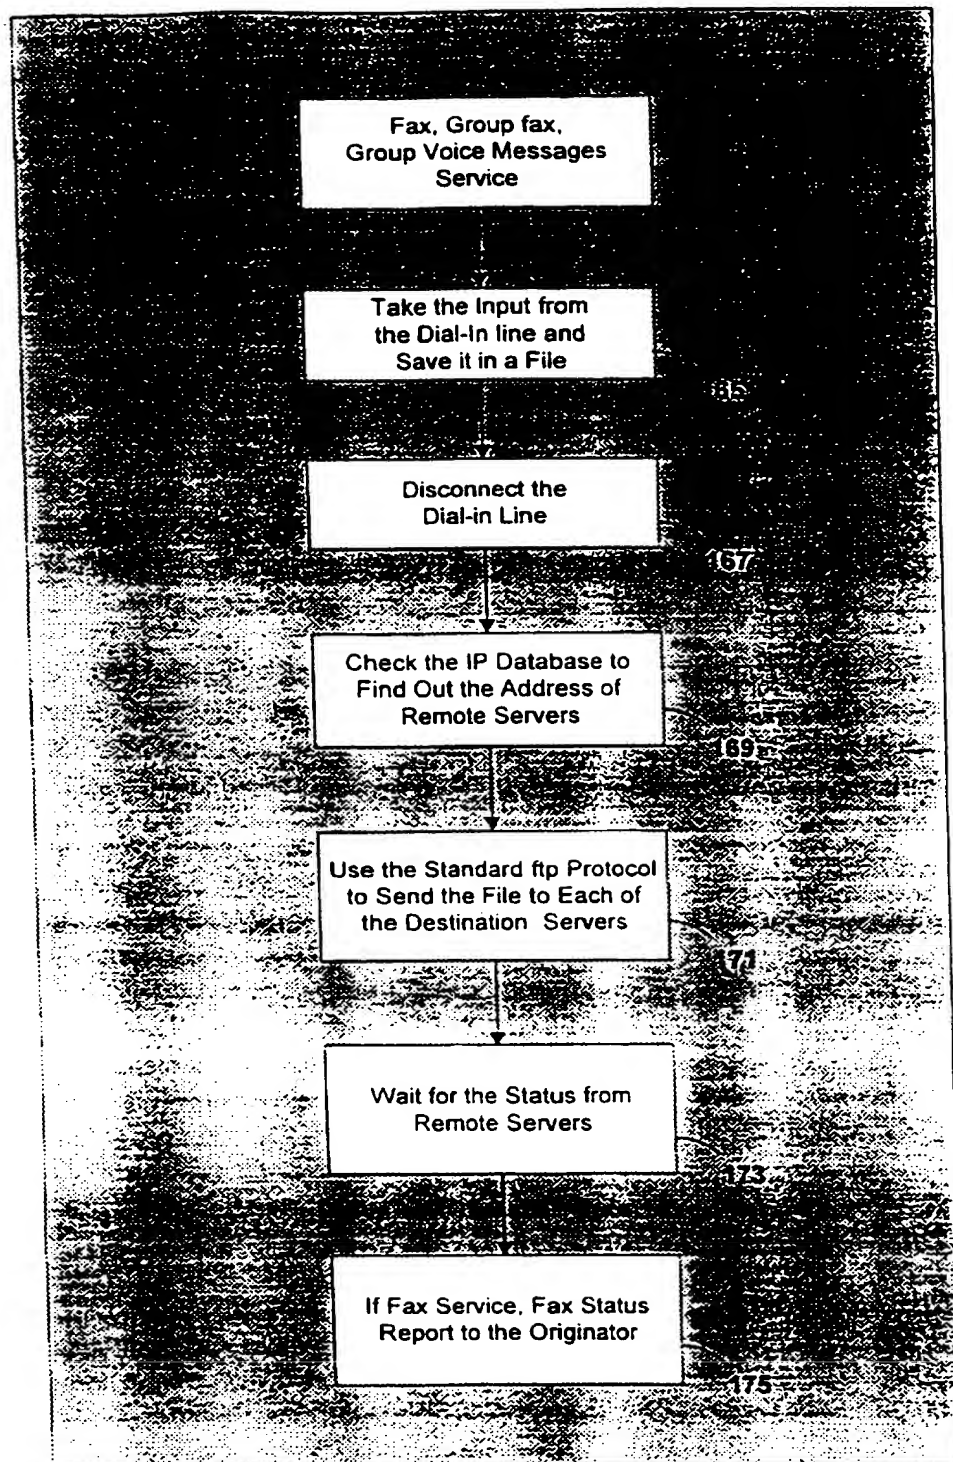 Fax, Group fax,
Group Voice Messages
Service
Take the Input from
the Dial-In line and
Save it in a File
Disconnect the
Dial-in Line
167
Check the IP Database to
Find Out the Address of
Remote Servers
169
Use the Standard ftp Protocol
to Send the File to Each of
the Destination Servers
171
Wait for the Status from
Remote Servers
173
If Fax Service, Fax Status
Report to the Originator
175